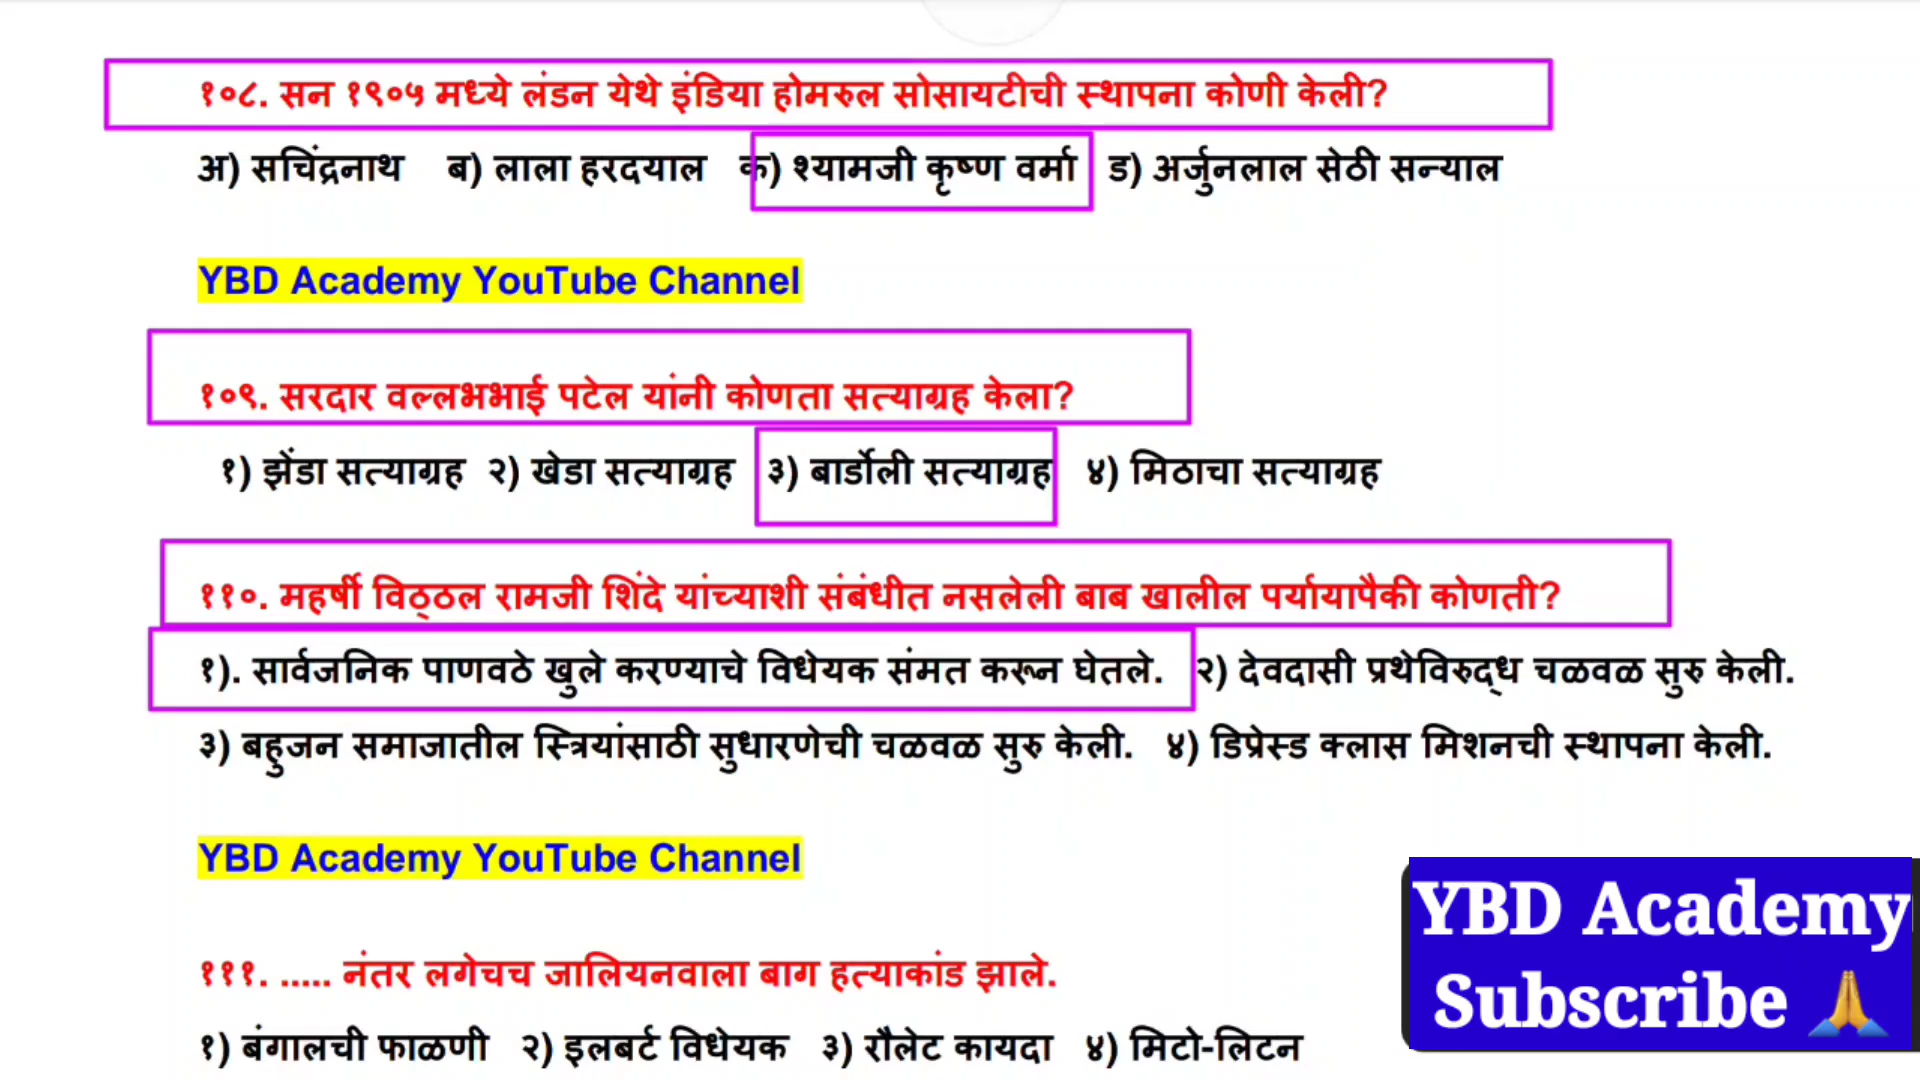 १०८. सन १९०५ मध्ये लंडन येथे इंडिया होमरुल सोसायटीची स्थापना कोणी केली?
अ) सचिंद्रनाथ ब) लाला हरदयाल क) श्यामजी कृष्ण वर्मा ड) अर्जुनलाल सेठी सन्याल
YBD Academy YouTube Channel
१०९. सरदार वल्लभभाई पटेल यांनी कोणता सत्याग्रह केला?
१) झेंडा सत्याग्रह २) खेडा सत्याग्रह ३) बार्डोली सत्याग्रह ४) मिठाचा सत्याग्रह
११०. महर्षी विठ्ठल रामजी शिंदे यांच्याशी संबंधीत नसलेली बाब खालील पर्यायापैकी कोणती?
१). सार्वजनिक पाणवठे खुले करण्याचे विधेयक संमत करून घेतले. २) देवदासी प्रथेविरुद्ध चळवळ सुरु केली.
३) बहुजन समाजातील स्त्रियांसाठी सुधारणेची चळवळ सुरु केली. ४) डिप्रेस्ड क्लास मिशनची स्थापना केली.
YBD Academy YouTube Channel
१११. ..... नंतर लगेचच जालियनवाला बाग हत्याकांड झाले.
१) बंगालची फाळणी २) इलबर्ट विधेयक ३) रौलेट कायदा ४) मिटो-लिटन
YBD Academy
Subscribe 🙏